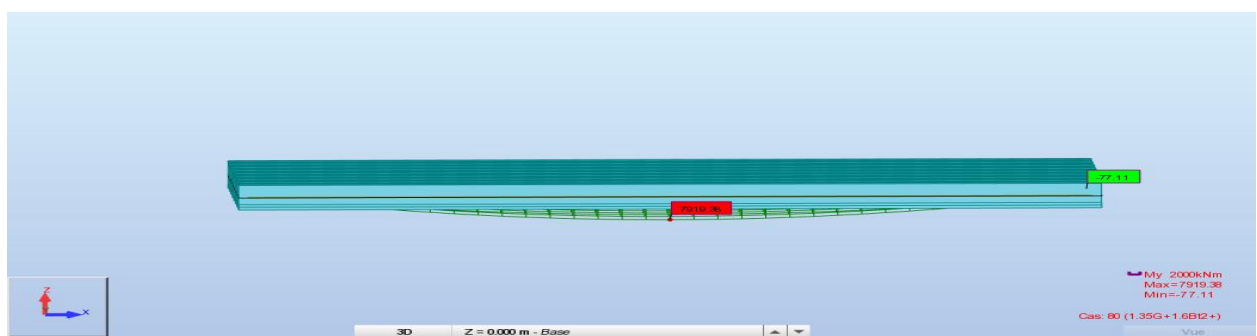 -77.11
7919.38
My 2000kNm
Max=7919.38
Min=-77.11
Cas: 80 (1.35G+1.6Bt2+)
Z
X
3D Z = 0.000 m - Base
Vue